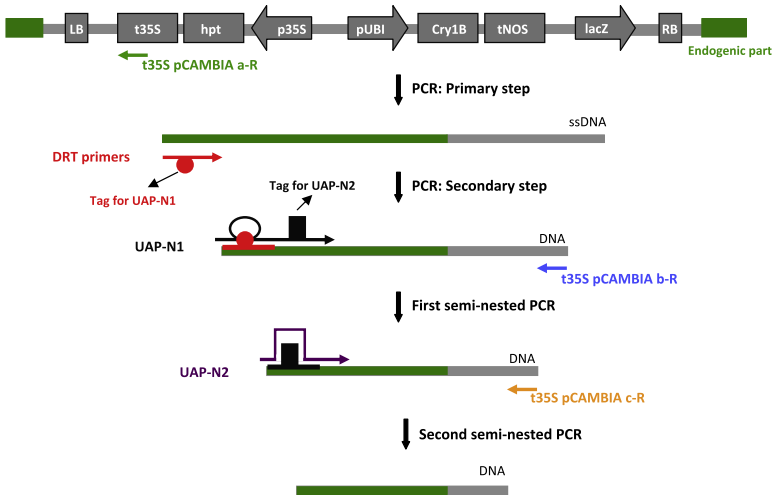 LB t35S hpt p35S pUBI Cry1B tNOS lacZ RB
Endogenic part
t35S pCAMBIA a-R
PCR: Primary step
ssDNA
DRT primers
Tag for UAP-N1
PCR: Secondary step
Tag for UAP-N2
UAP-N1
DNA
t35S pCAMBIA b-R
First semi-nested PCR
DNA
UAP-N2
t35S pCAMBIA c-R
Second semi-nested PCR
DNA